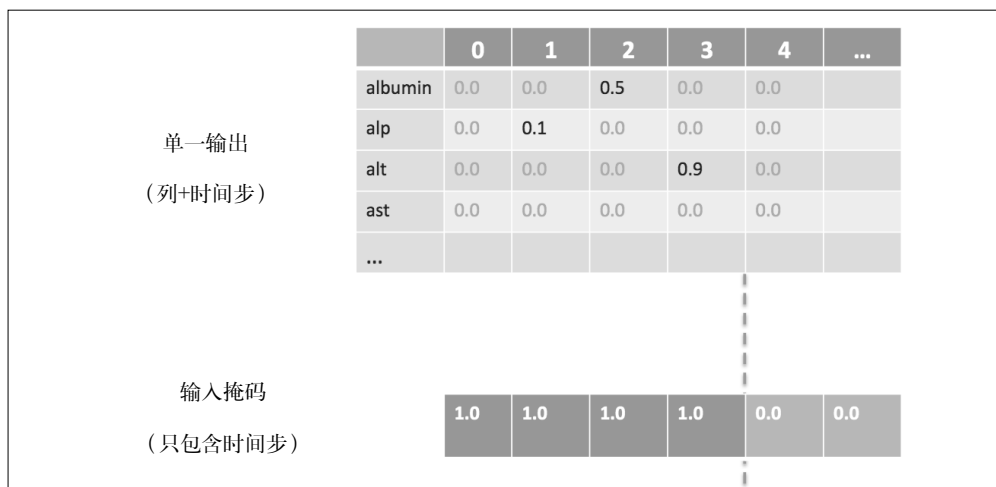 0 1 2 3 4 ...
albumin 0.0 0.0 0.5 0.0 0.0
alp 0.0 0.1 0.0 0.0 0.0
单一输出
alt 0.0 0.0 0.0 0.9 0.0
(列+时间步)
ast 0.0 0.0 0.0 0.0 0.0
...
输入掩码
1.0 1.0 1.0 1.0 0.0 0.0
(只包含时间步)